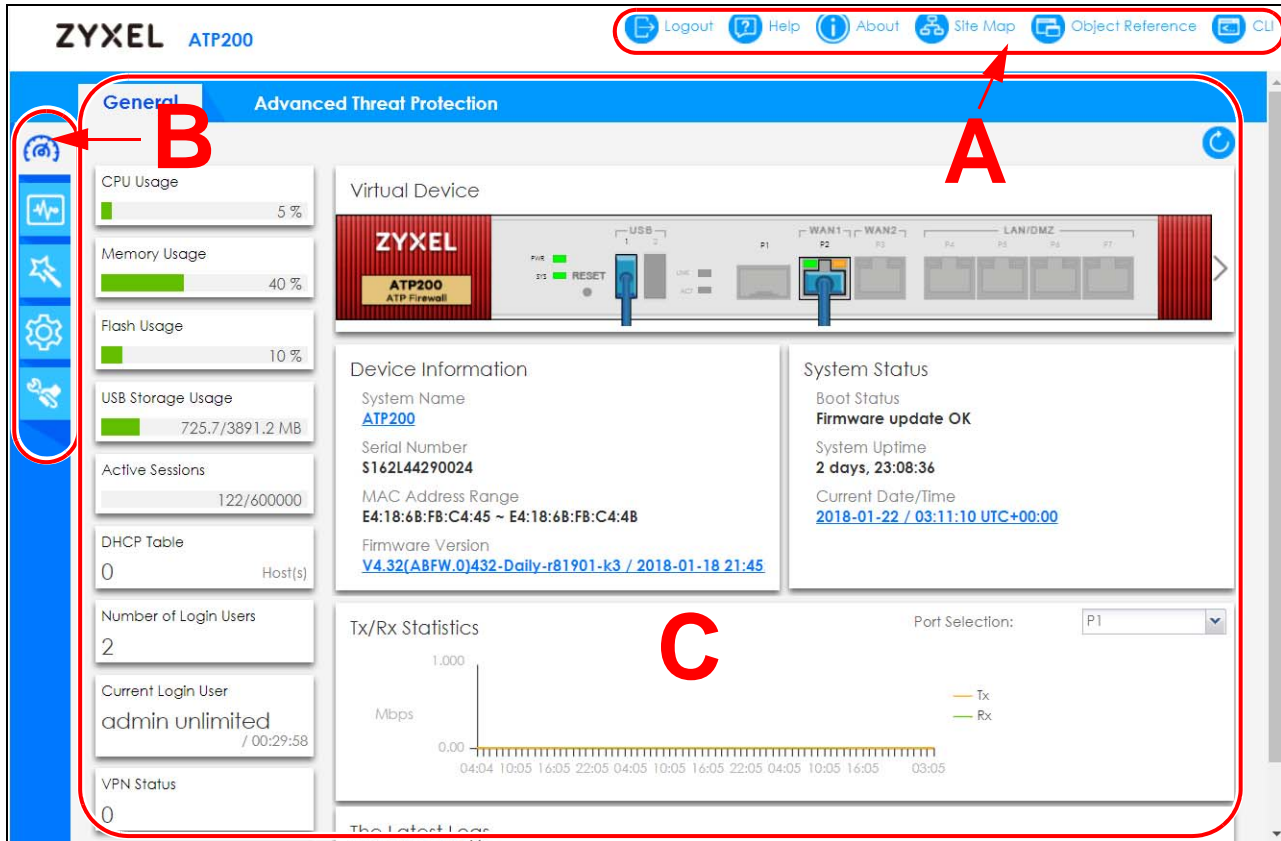 ZYXEL ATP200
Logout Help About Site Map Object Reference CLI
A
General Advanced Threat Protection
B
CPU Usage
5 %
Memory Usage
40 %
Flash Usage
10 %
USB Storage Usage
725.7/3891.2 MB
Active Sessions
122/600000
DHCP Table
0 Host(s)
Number of Login Users
2
Current Login User
admin unlimited
/ 00:29:58
VPN Status
0
Virtual Device
ZYXEL
ATP200
ATP Firewall
PWR
SYS
RESET
USB
1 2
P1
WAN1 WAN2
P2 P3
LAN/DMZ
P4 P5 P6 P7
Device Information
System Name
ATP200
Serial Number
S162L44290024
MAC Address Range
E4:18:6B:FB:C4:45 ~ E4:18:6B:FB:C4:4B
Firmware Version
V4.32(ABFW.0)432-Daily-r81901-k3 / 2018-01-18 21:45
System Status
Boot Status
Firmware update OK
System Uptime
2 days, 23:08:36
Current Date/Time
2018-01-22 / 03:11:10 UTC+00:00
Tx/Rx Statistics
C
Port Selection: P1
1.000
Mbps
0.00
Tx
Rx
04:04 10:05 16:05 22:05 04:05 10:05 16:05 22:05 04:05 10:05 16:05 03:05
The Latest Logs